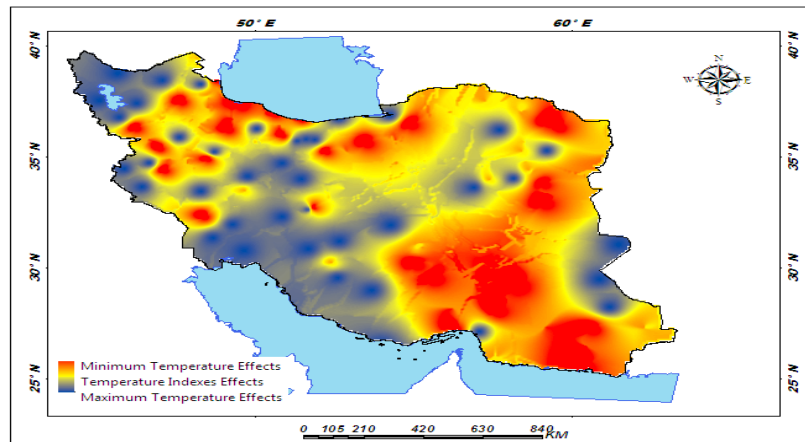 50° E
60° E
40° N
40° N
N
W
E
S
35° N
35° N
30° N
30° N
25° N
25° N
Minimum Temperature Effects
Temperature Indexes Effects
Maximum Temperature Effects
0 105 210 420 630 840
KM